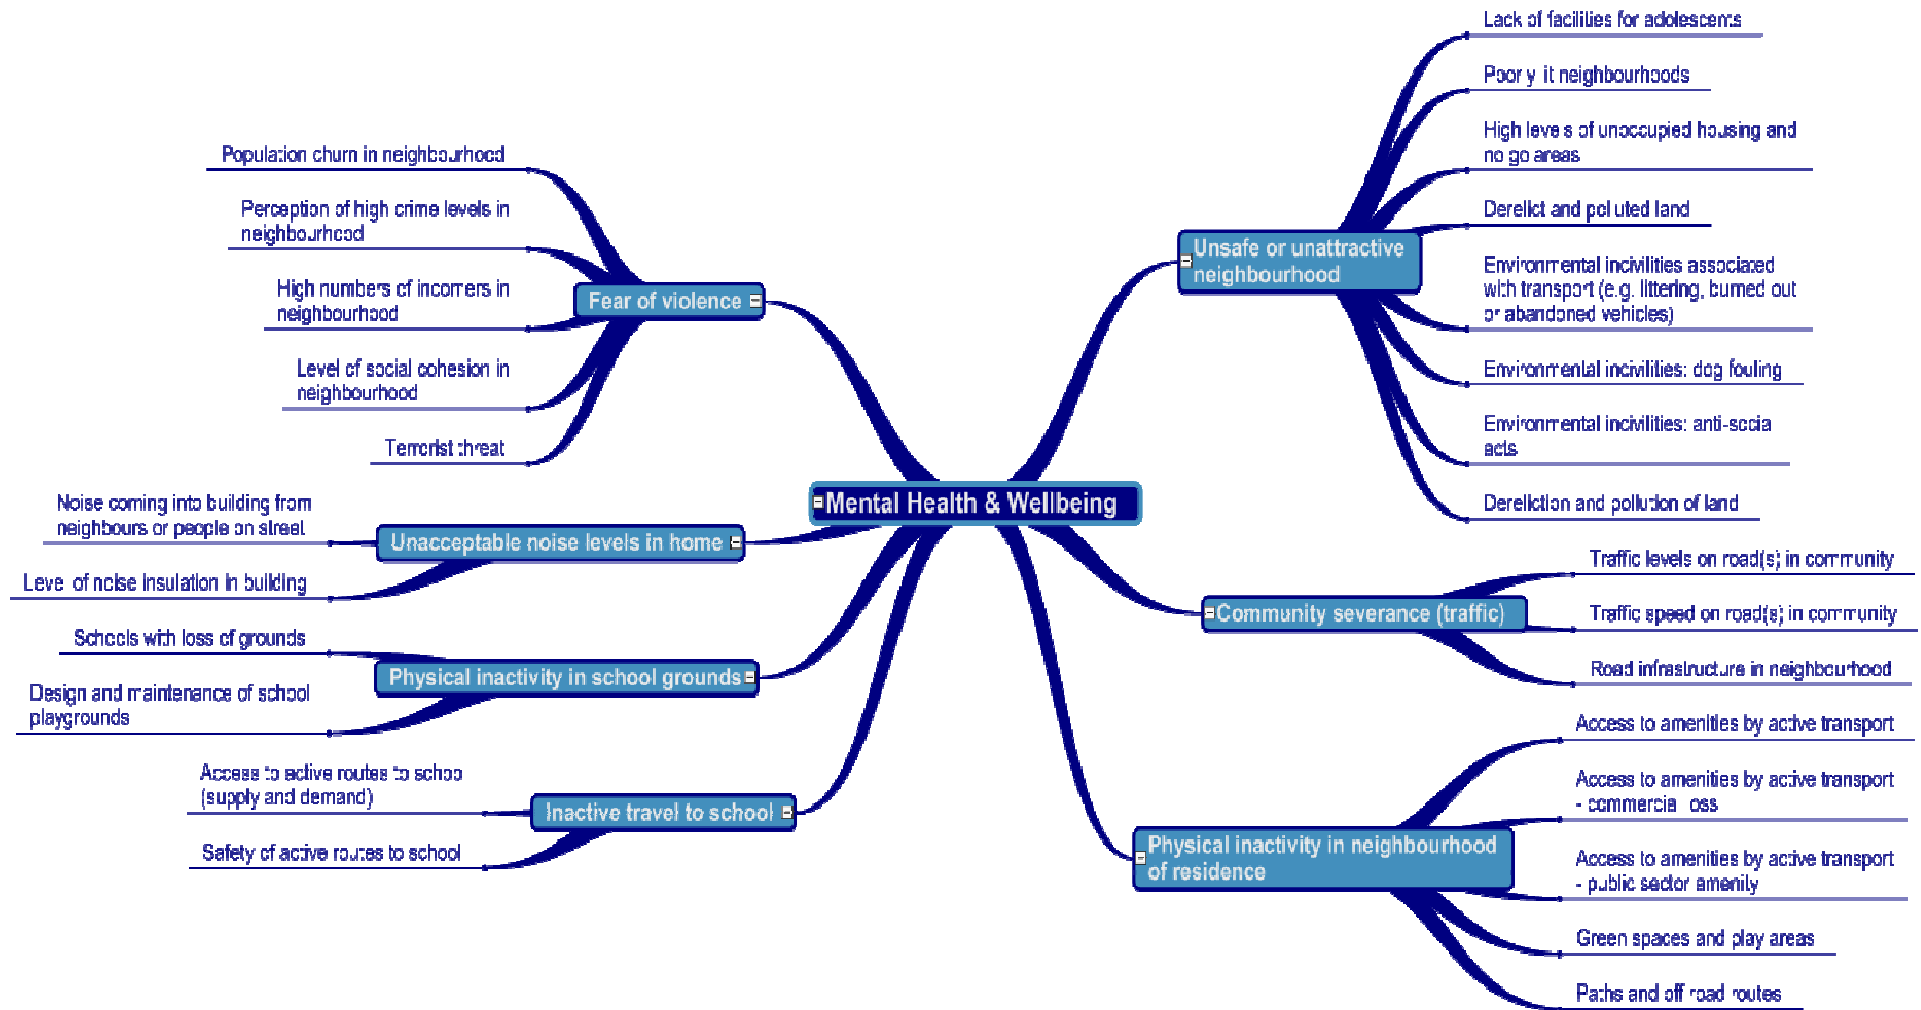 Mental Health & Wellbeing
Fear of violence
Population churn in neighbourhood
Perception of high crime levels in
neighbourhood
High numbers of incomers in
neighbourhood
Level of social cohesion in
neighbourhood
Terrorist threat
Unacceptable noise levels in home
Noise coming into building from
neighbours or people on street
Level of noise insulation in building
Physical inactivity in school grounds
Schools with loss of grounds
Design and maintenance of school
playgrounds
Inactive travel to school
Access to active routes to school
(supply and demand)
Safety of active routes to school
Unsafe or unattractive
neighbourhood
Lack of facilities for adolescents
Poorly lit neighbourhoods
High levels of unoccupied housing and
no go areas
Derelict and polluted land
Environmental incivilities associated
with transport (e.g. littering, burned out
or abandoned vehicles)
Environmental incivilities: dog fouling
Environmental incivilities: anti-social
acts
Dereliction and pollution of land
Community severance (traffic)
Traffic levels on road(s) in community
Traffic speed on road(s) in community
Road infrastructure in neighbourhood
Physical inactivity in neighbourhood
of residence
Access to amenities by active transport
Access to amenities by active transport
- commercial loss
Access to amenities by active transport
- public sector amenity
Green spaces and play areas
Paths and off road routes